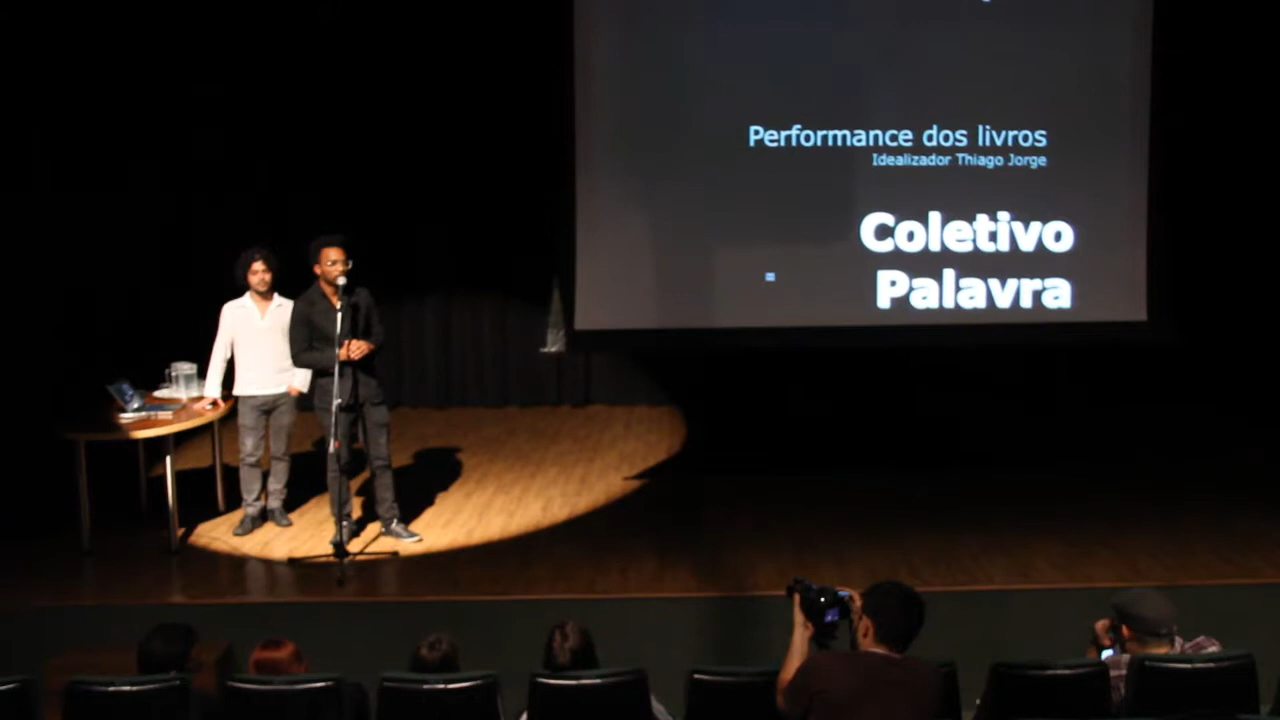 Performance dos livros
Idealizador Thiago Jorge
Coletivo
Palavra